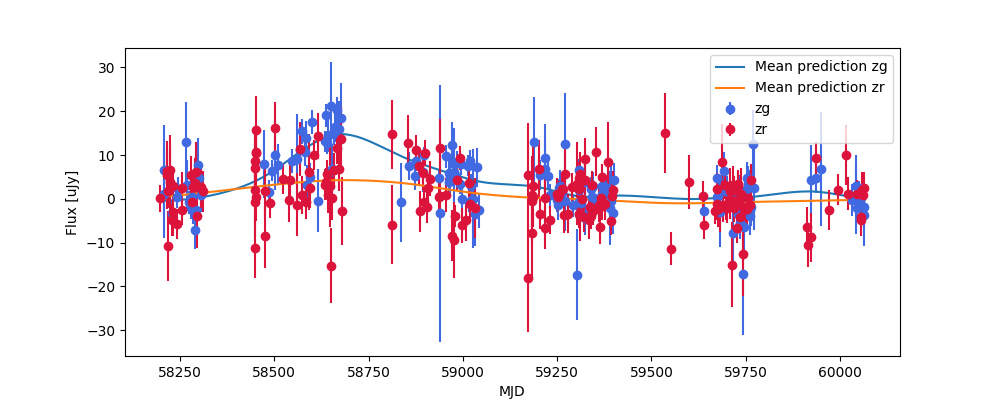 Flux [uJy]
30
20
10
0
−10
−20
−30
58250
58500
58750
59000
59250
59500
59750
60000
MJD
Mean prediction zg
Mean prediction zr
zg
zr